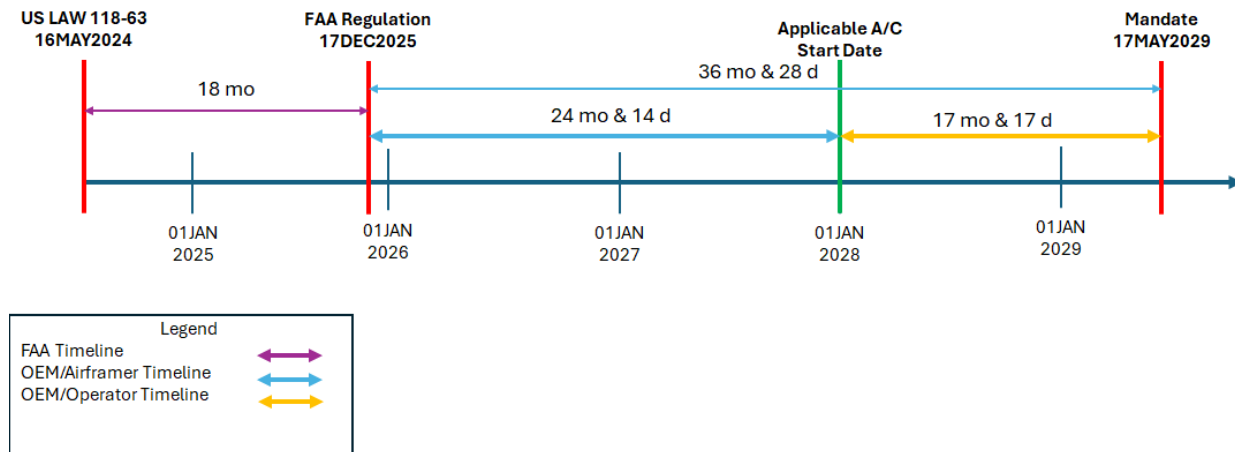 US LAW 118-63
16MAY2024
FAA Regulation
17DEC2025
Applicable A/C
Start Date
Mandate
17MAY2029
18 mo
36 mo & 28 d
24 mo & 14 d
17 mo & 17 d
01JAN
2025
01JAN
2026
01JAN
2027
01JAN
2028
01JAN
2029
Legend
FAA Timeline
OEM/Airframer Timeline
OEM/Operator Timeline